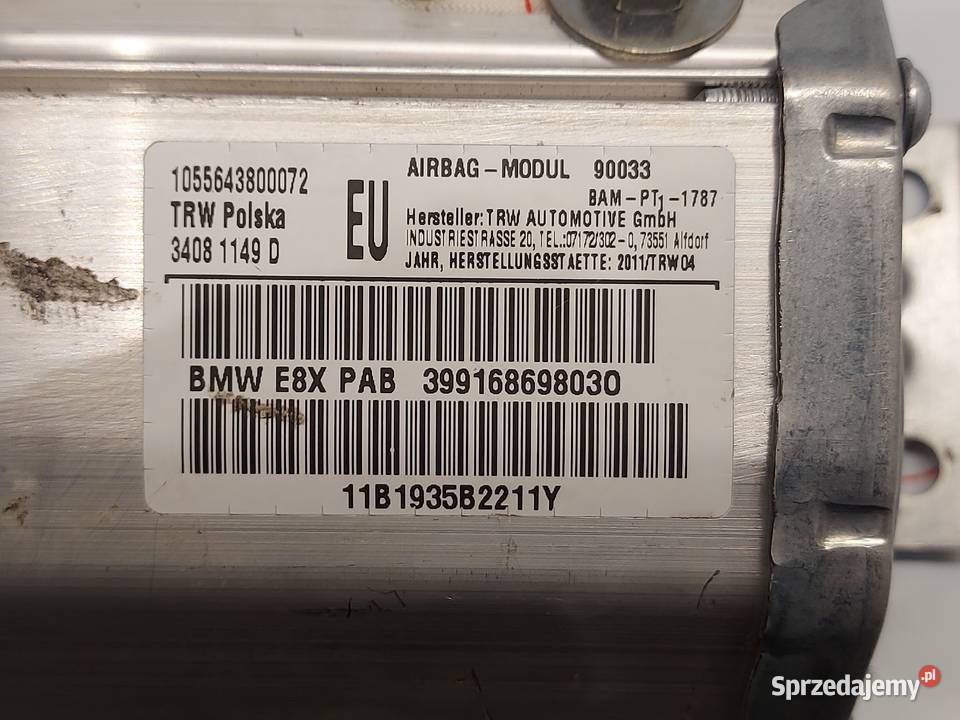 1055643800072
TRW Polska
3408 1149 D
EU
AIRBAG-MODUL 90033
BAM-PT1-1787
Hersteller: TRW AUTOMOTIVE GmbH
INDUSTRIESTRASSE 20, TEL.:07172/302-0, 73551 Alfdorf
JAHR, HERSTELLUNGSSTAETTE: 2011/TRW04
BMW E8X PAB 399168698030
11B1935B2211Y
Sprzedajemy.pl